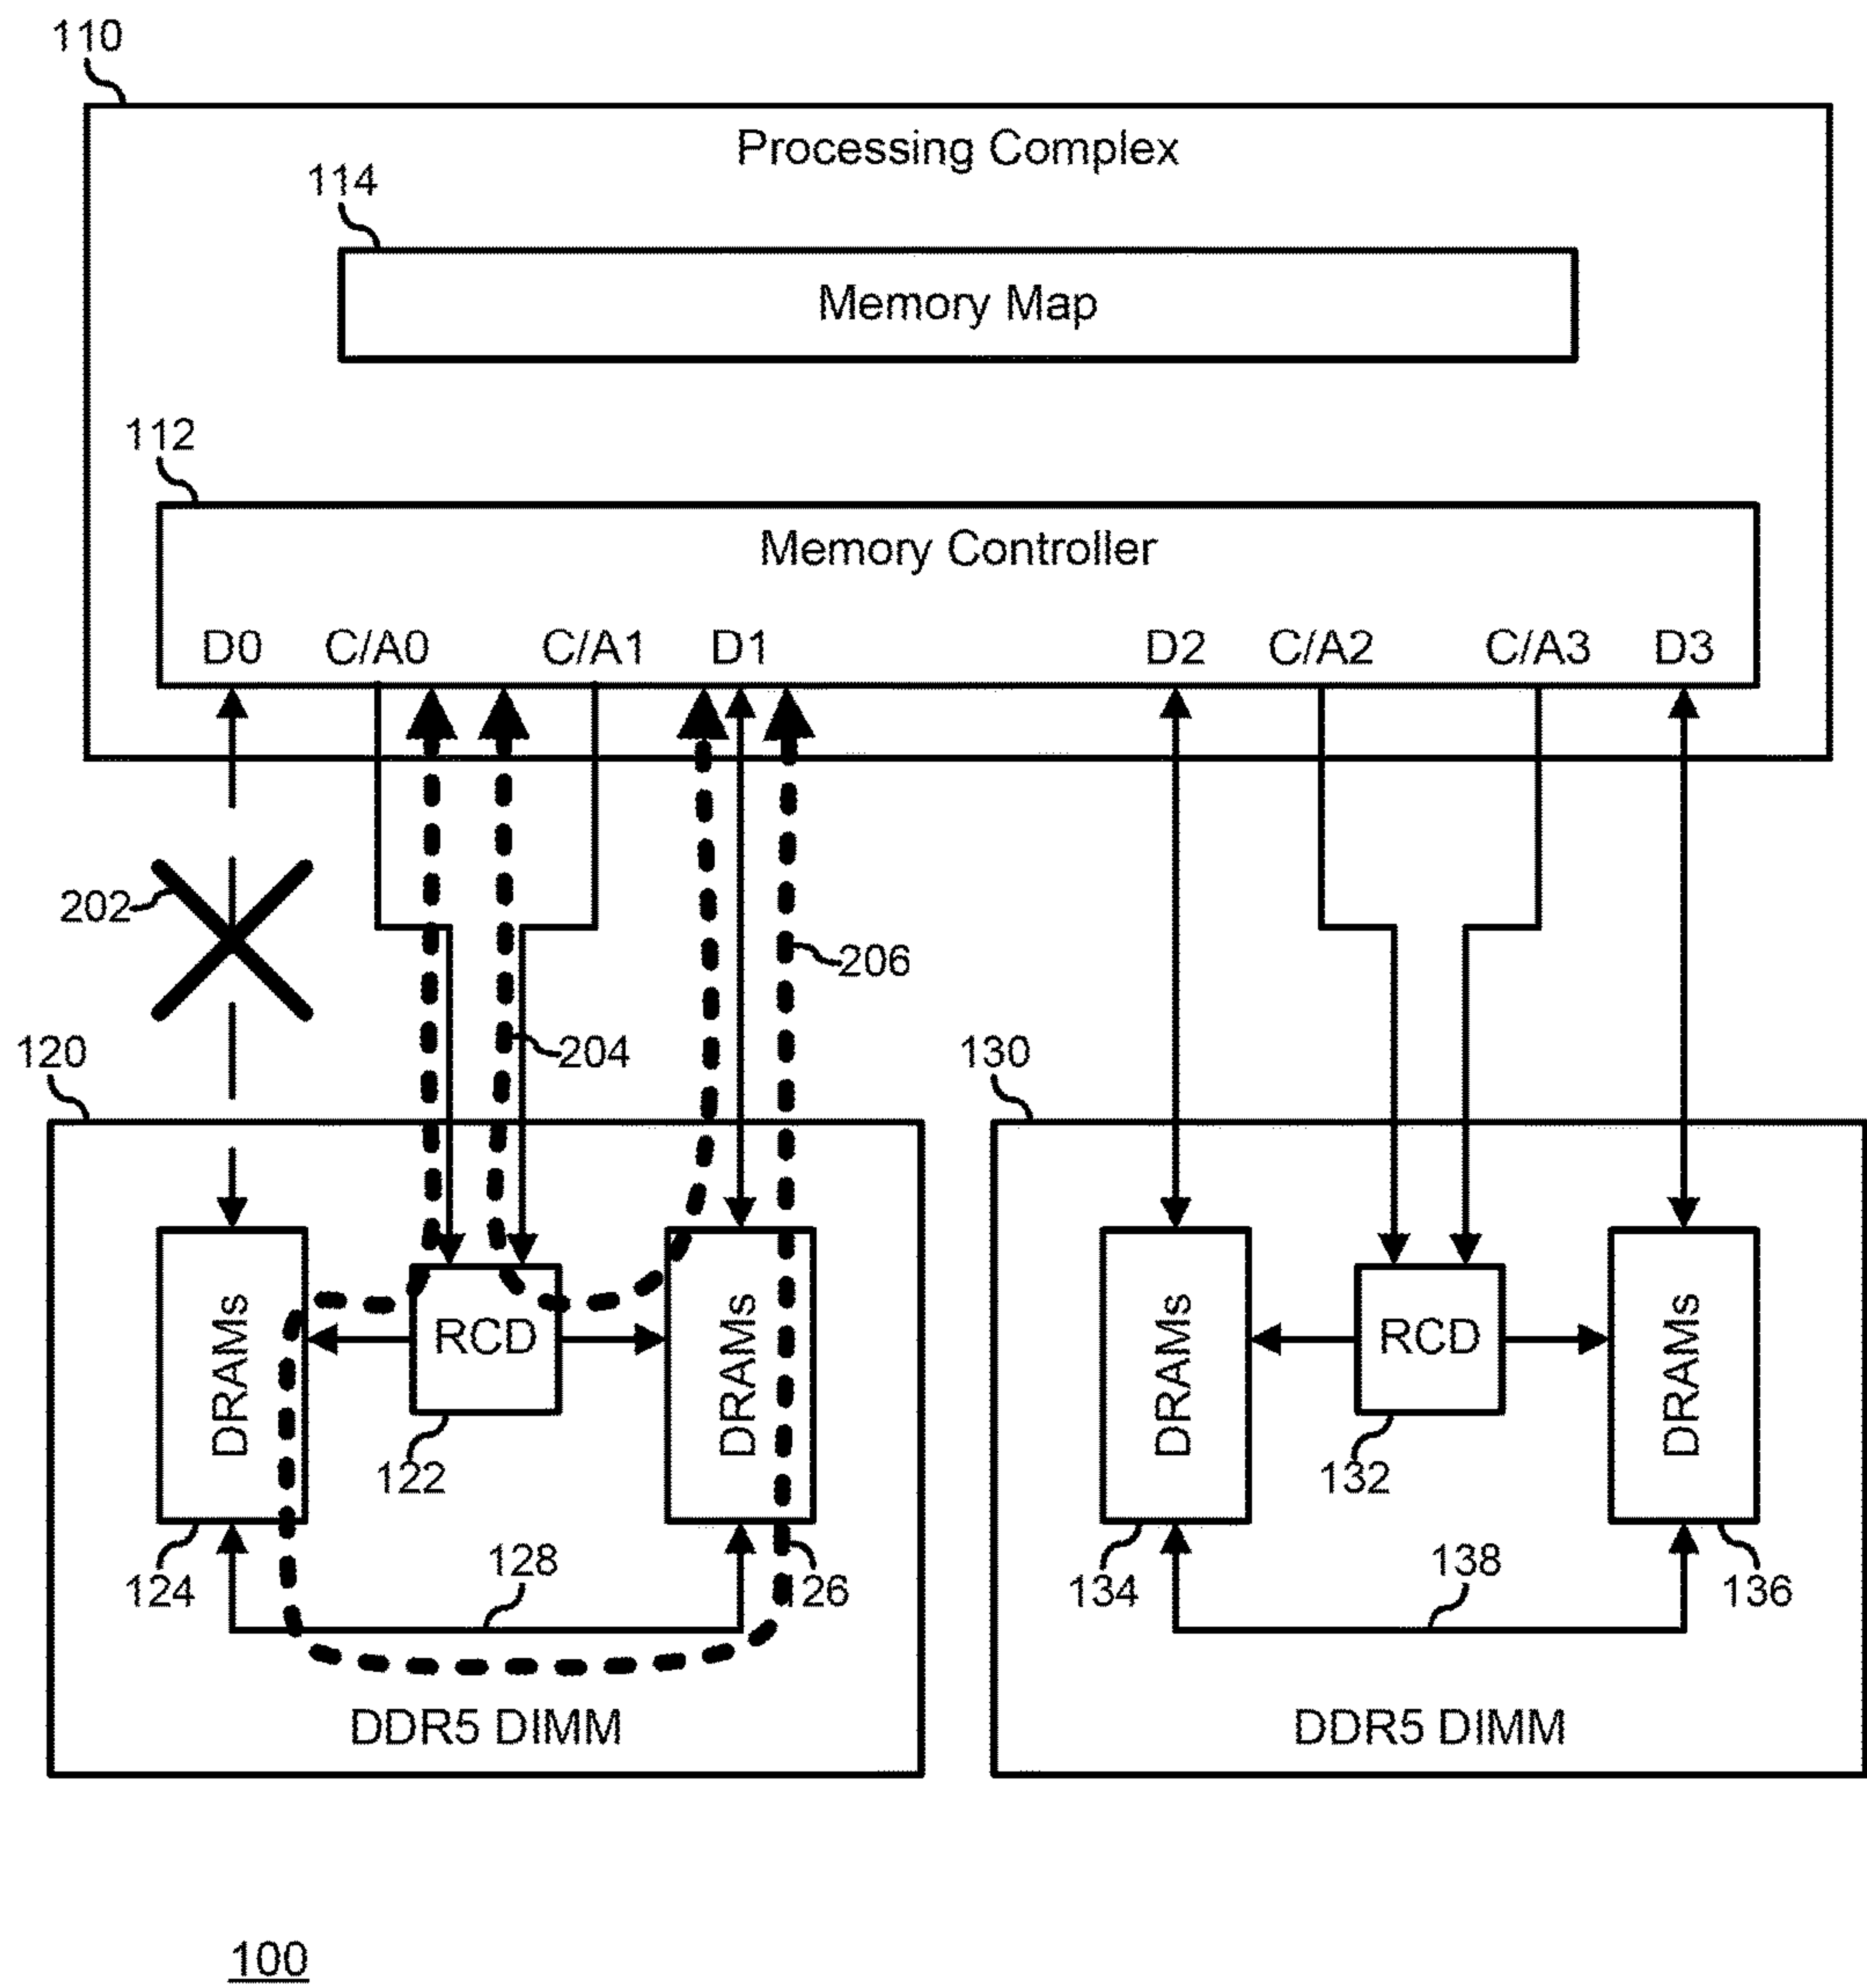 110
Processing Complex
114
Memory Map
112
Memory Controller
D0 C/A0 C/A1 D1 D2 C/A2 C/A3 D3
202
206
204
120
130
DRAMs RCD DRAMs DRAMs RCD DRAMs
122 132
124 128 126 134 138 136
DDR5 DIMM DDR5 DIMM
100